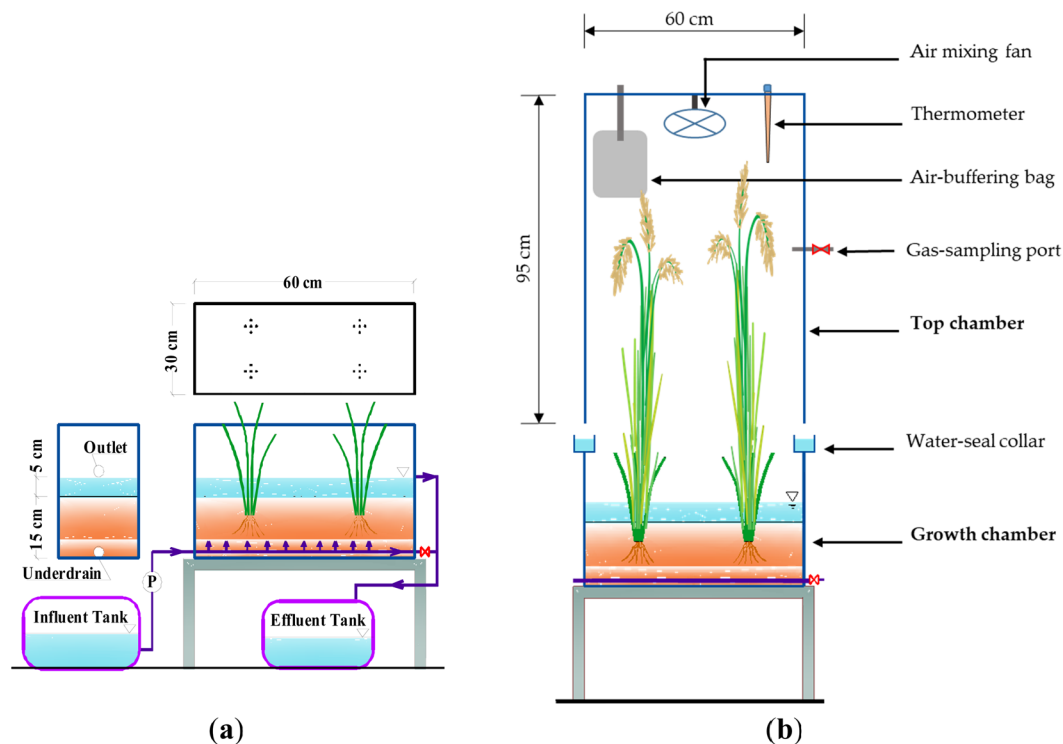 60 cm
30 cm
Outlet
5 cm
15 cm
Underdrain
P
Influent Tank
Effluent Tank
(a)
60 cm
95 cm
Air mixing fan
Thermometer
Air-buffering bag
Gas-sampling port
Top chamber
Water-seal collar
Growth chamber
(b)